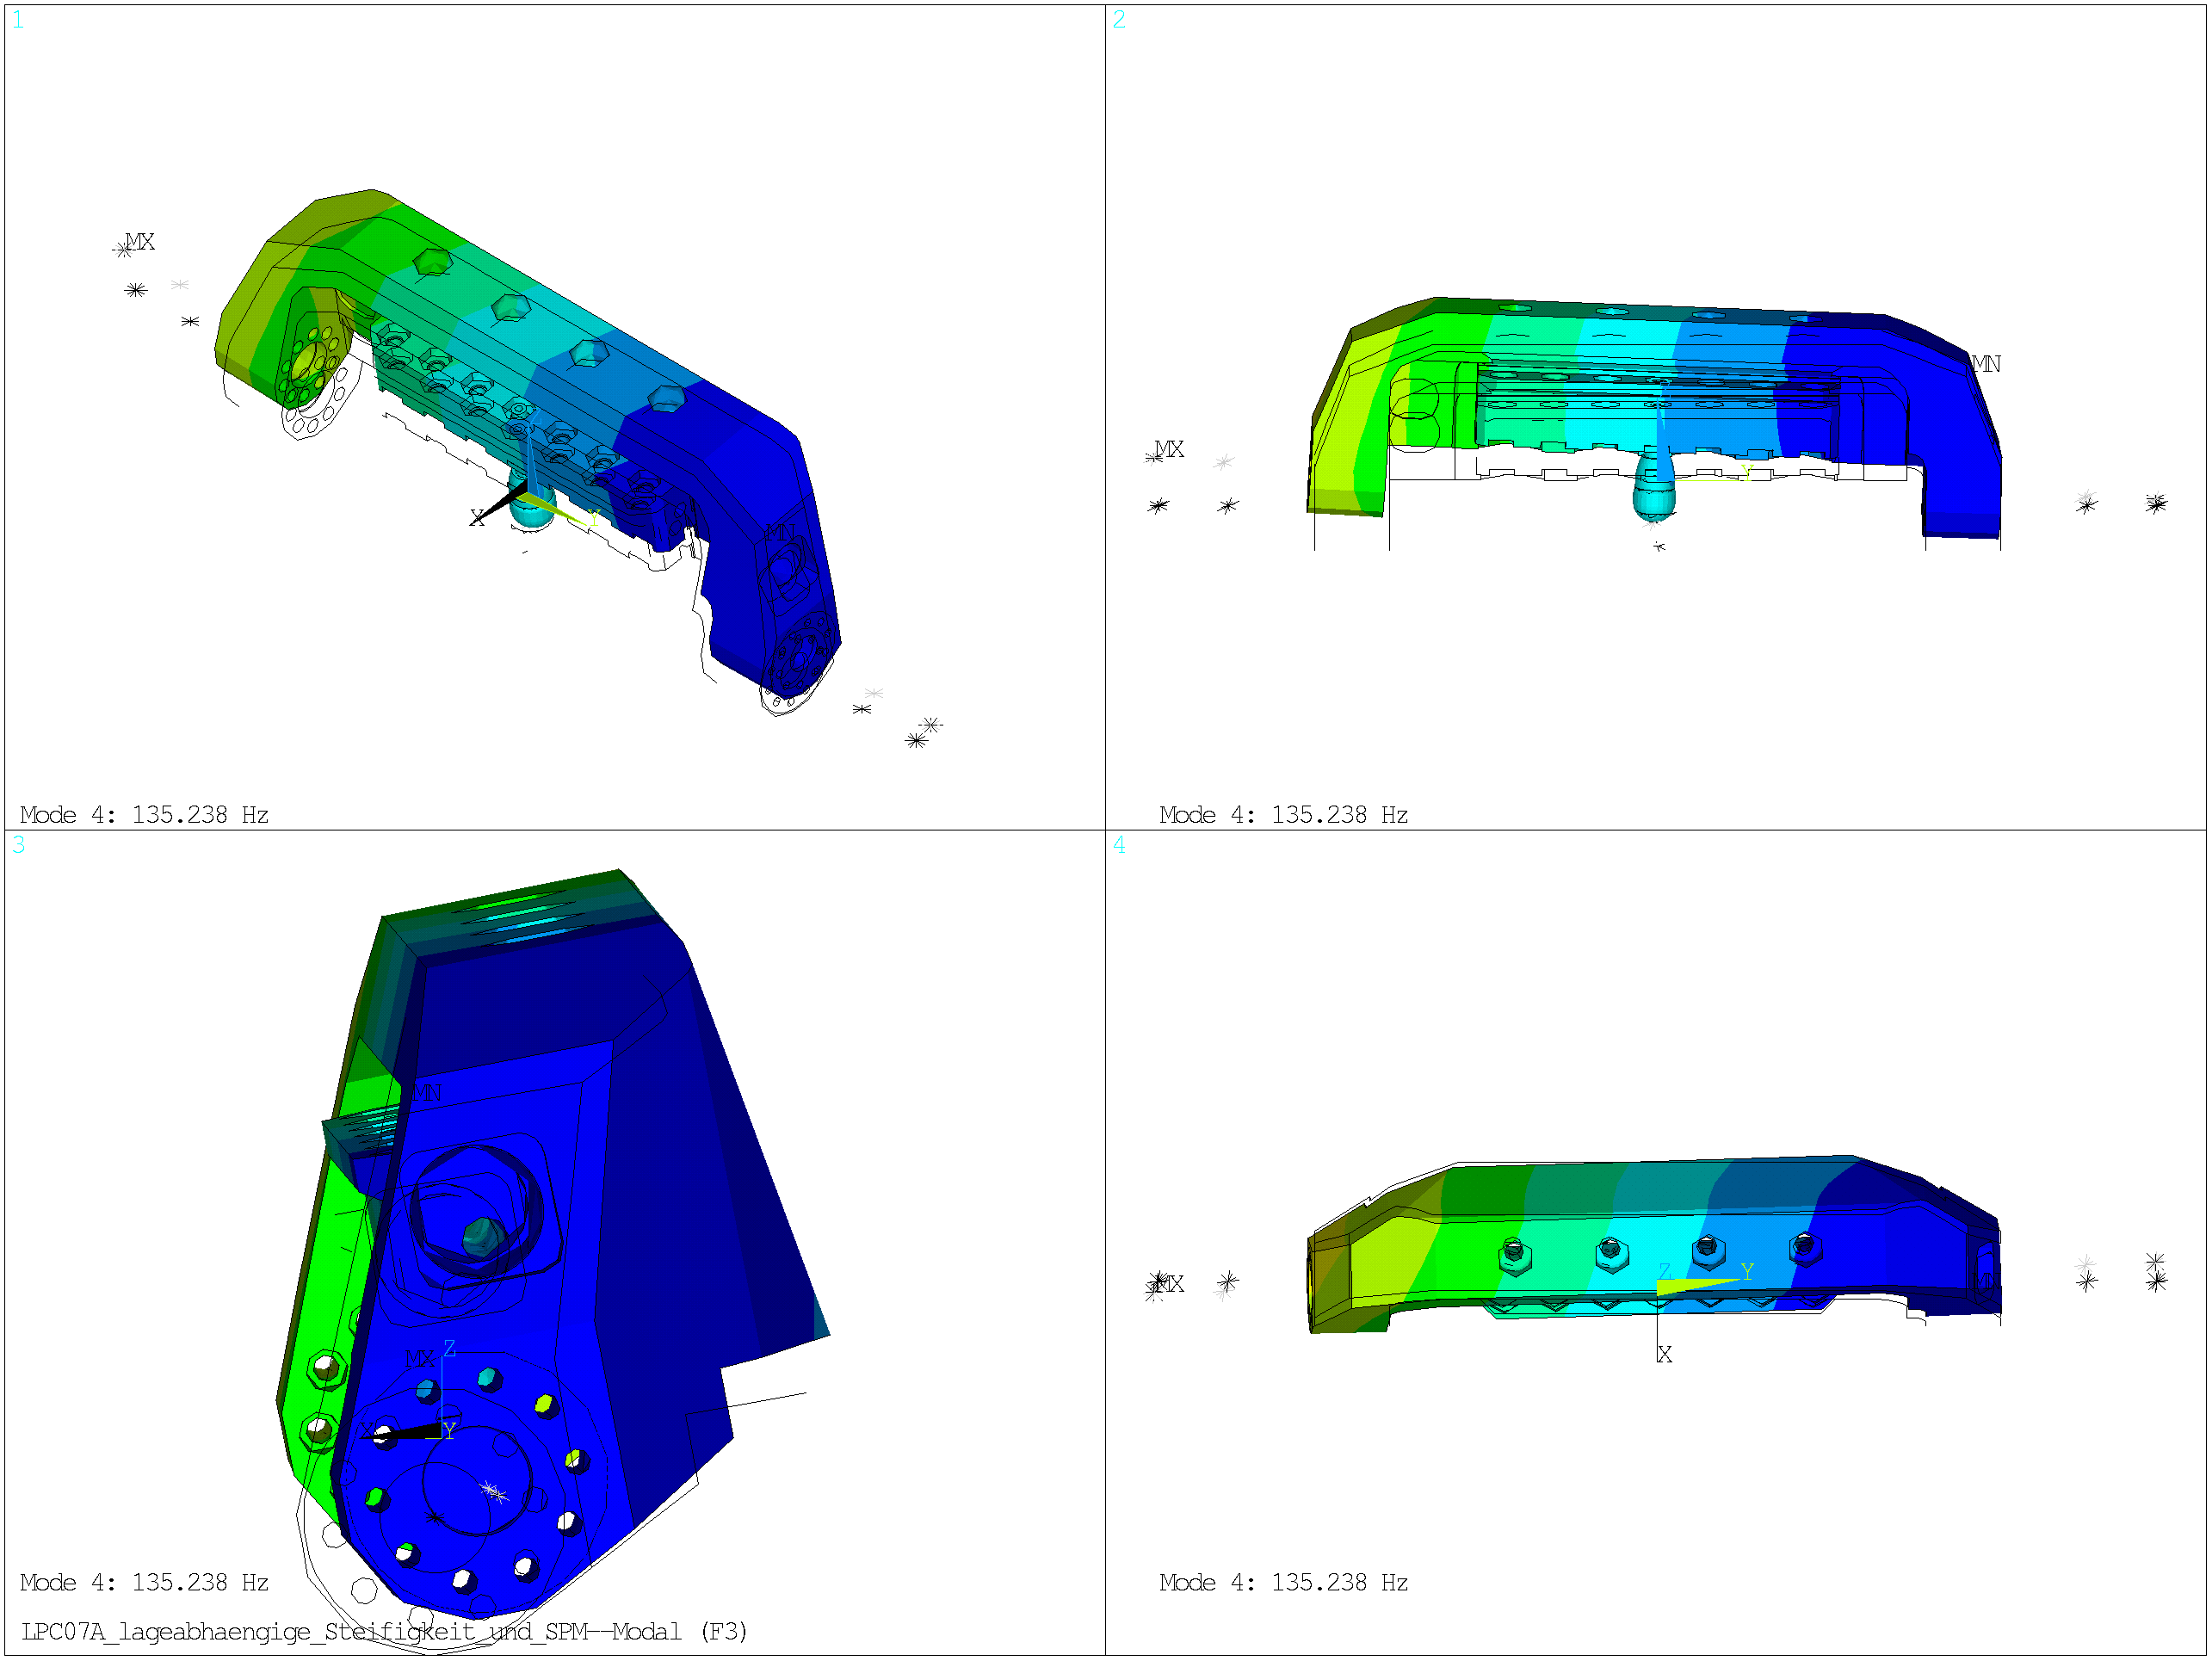 1
MX
X
Y
Z
MN
Mode 4: 135.238 Hz
2
MX
MN
Z
Y
Mode 4: 135.238 Hz
3
MN
MX
Z
X
Y
Mode 4: 135.238 Hz
LPC07A_lageabhaengige_Steifigkeit_und_SPM--Modal (F3)
4
MX
Z
Y
MN
X
Mode 4: 135.238 Hz